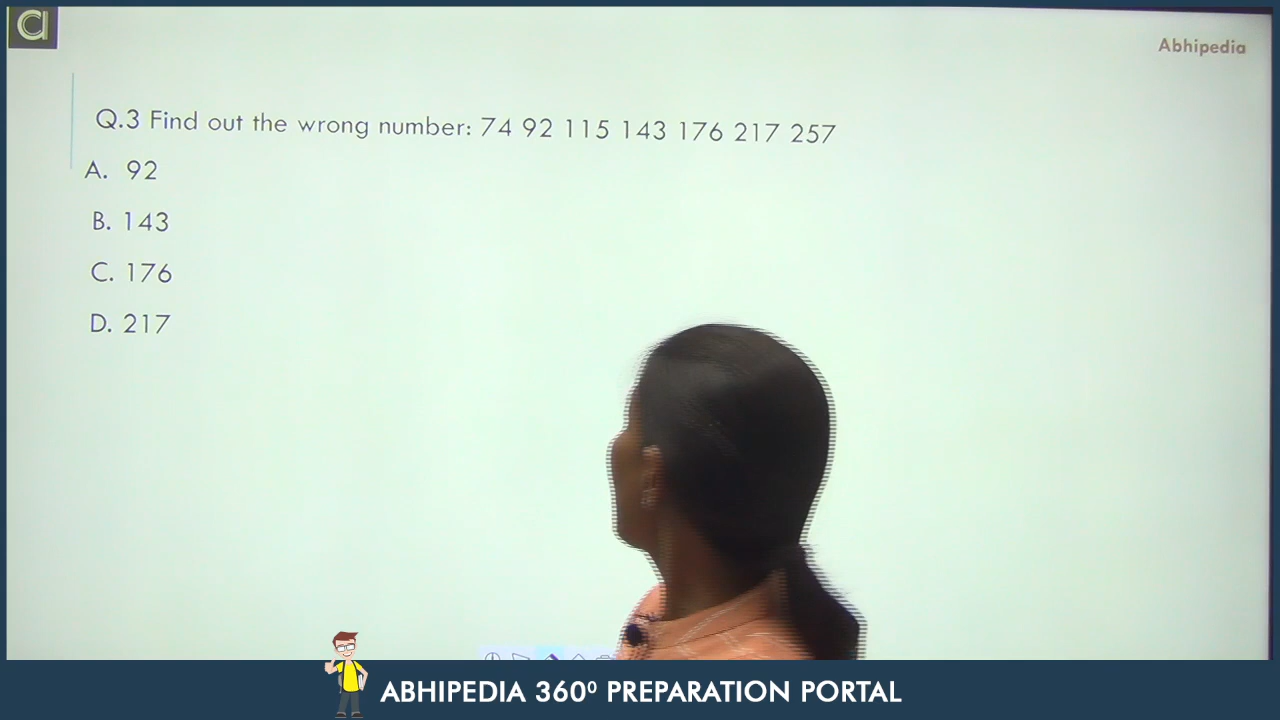 a
Abhipedia
Q.3 Find out the wrong number: 74 92 115 143 176 217 257
A. 92
B. 143
C. 176
D. 217
ABHIPEDIA 360⁰ PREPARATION PORTAL